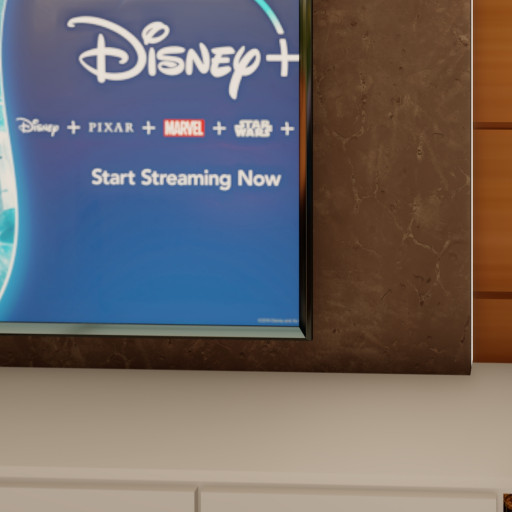 Disney+
Disney + PIXAR + MARVEL + STAR WARS +
Start Streaming Now